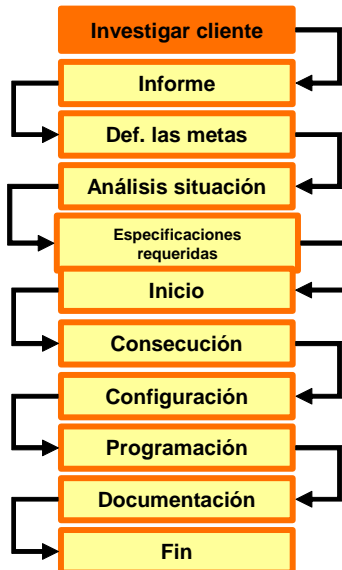 Investigar cliente
Informe
Def. las metas
Análisis situación
Especificaciones
requeridas
Inicio
Consecución
Configuración
Programación
Documentación
Fin